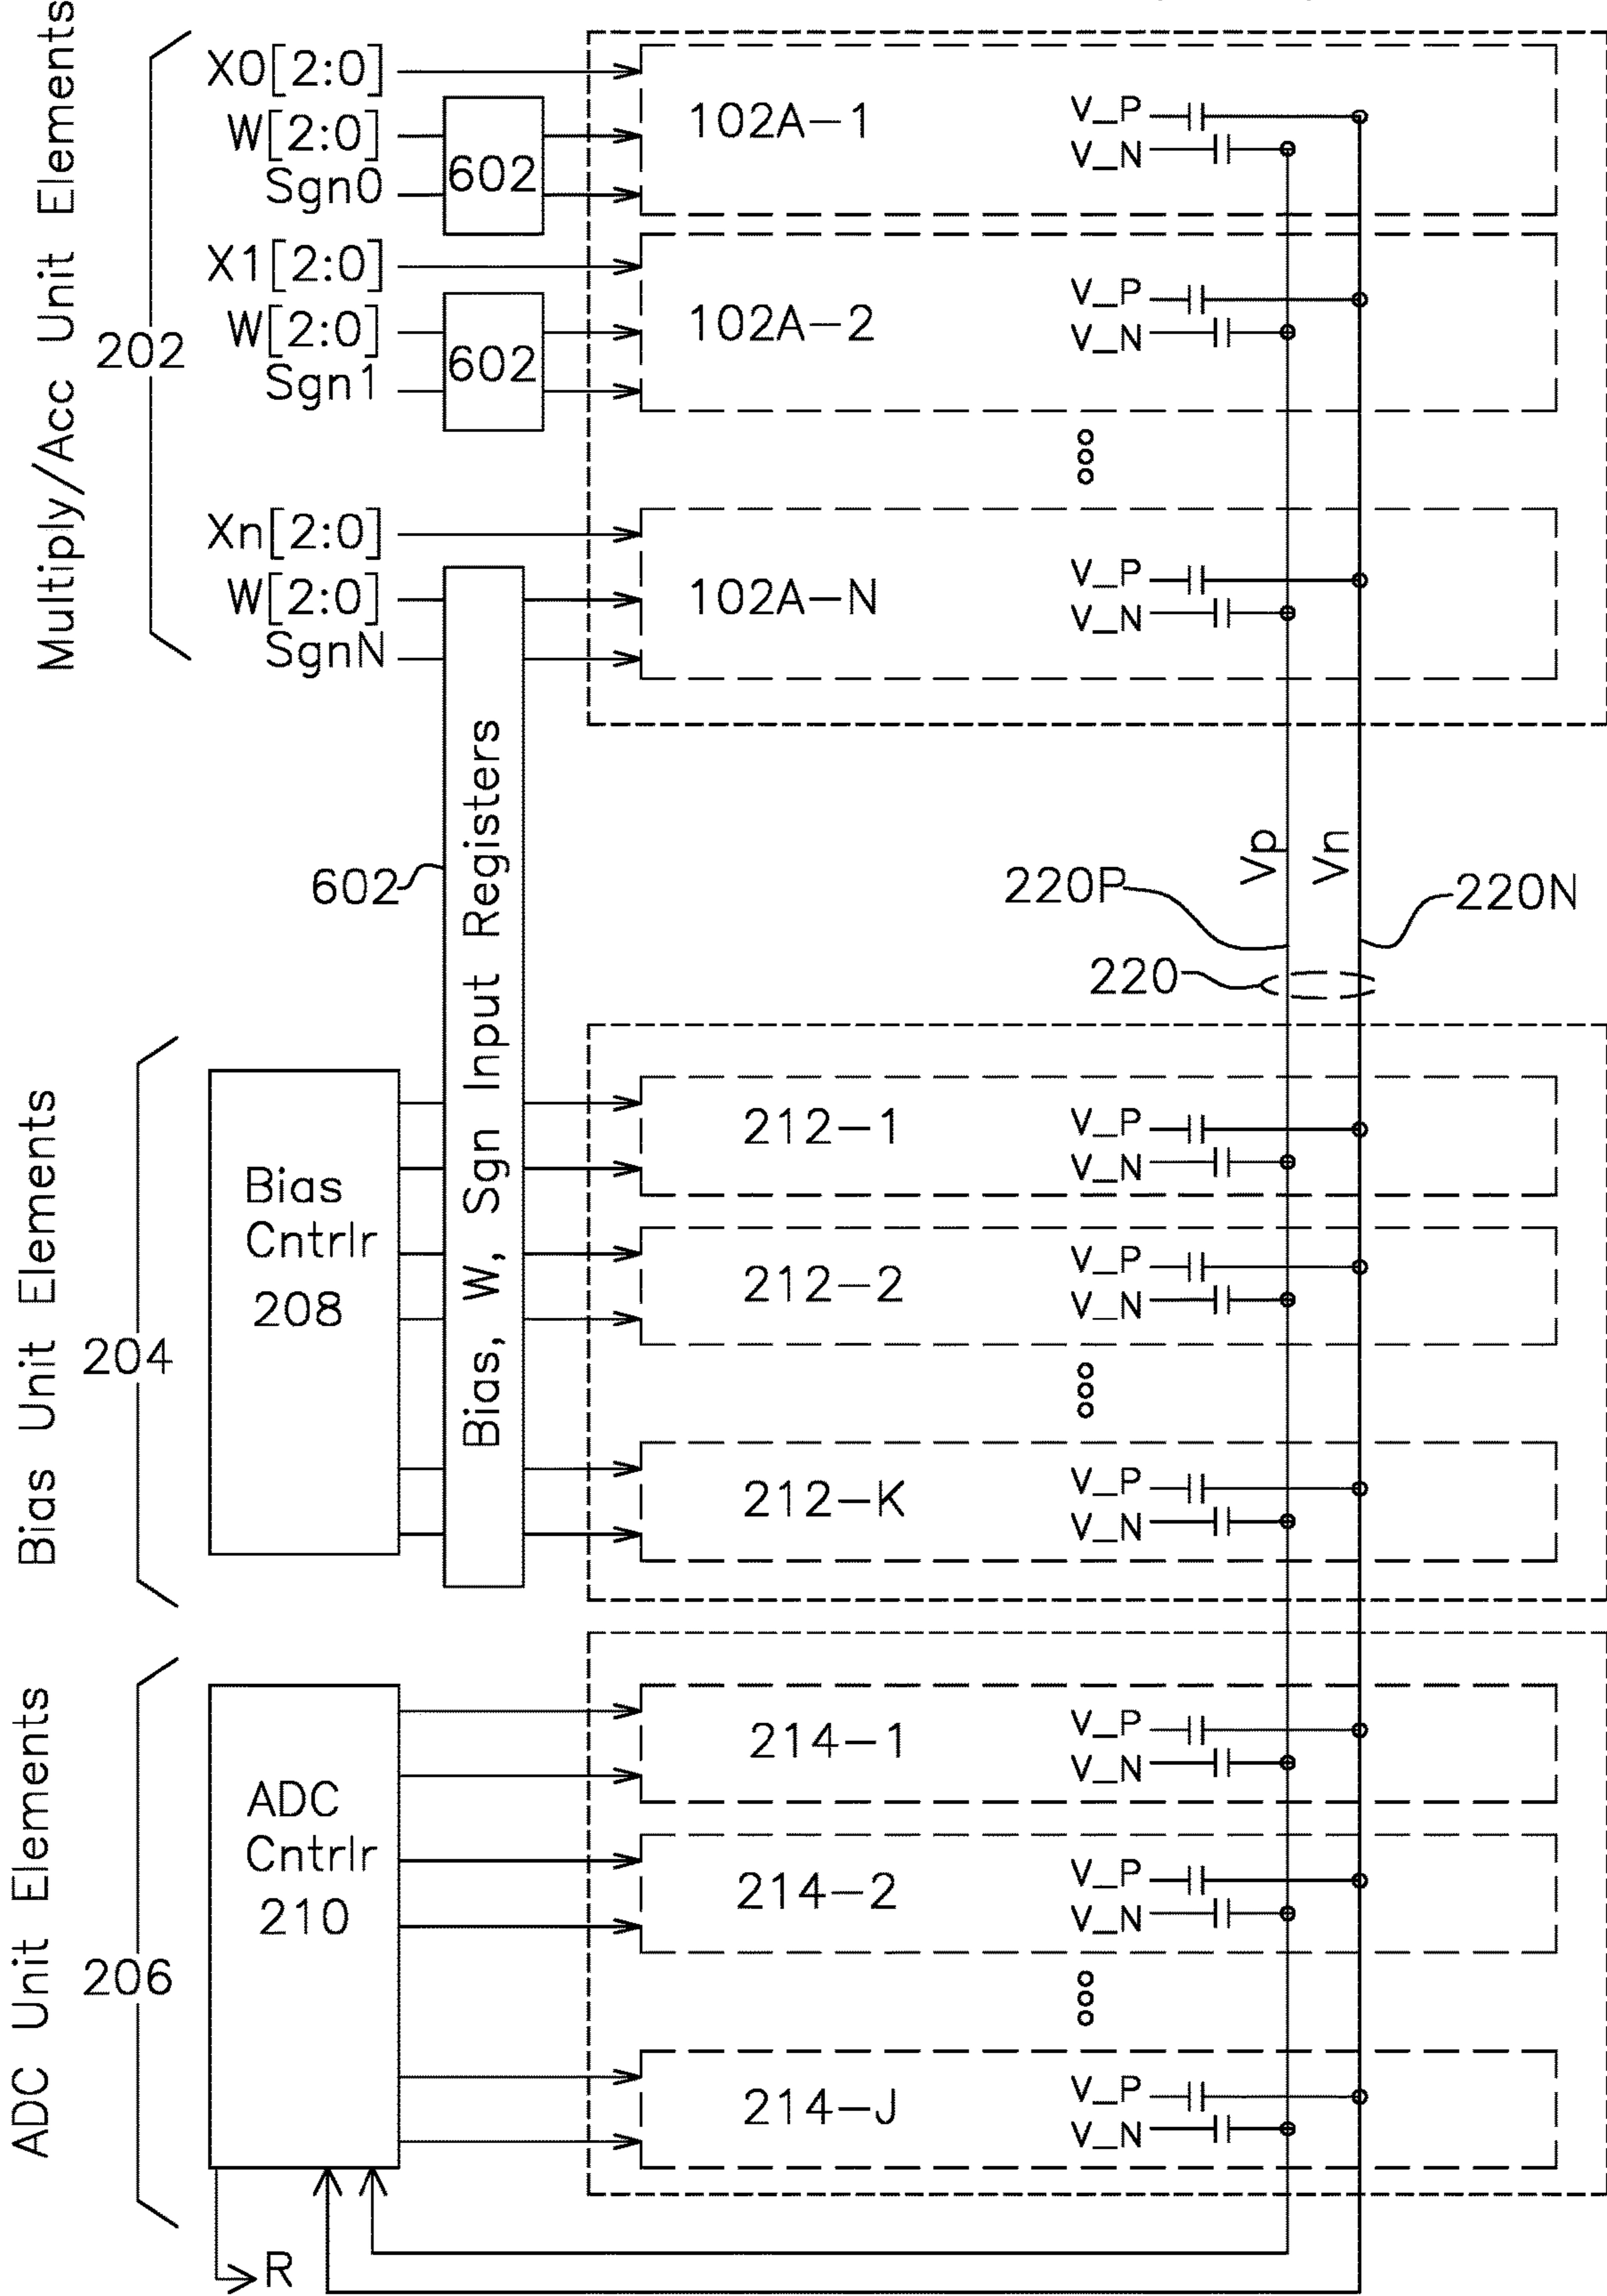 Multiply/Acc Unit Elements
202
X0[2:0]
W[2:0]
Sgn0
602
102A-1
V_P
V_N
X1[2:0]
W[2:0]
Sgn1
602
102A-2
V_P
V_N
Xn[2:0]
W[2:0]
SgnN
102A-N
V_P
V_N
602
Bias, W, Sgn Input Registers
Vp
Vn
220P
220N
220
Bias Unit Elements
204
Bias
Cntrlr
208
212-1
V_P
V_N
212-2
V_P
V_N
212-K
V_P
V_N
ADC Unit Elements
206
ADC
Cntrlr
210
214-1
V_P
V_N
214-2
V_P
V_N
214-J
V_P
V_N
R